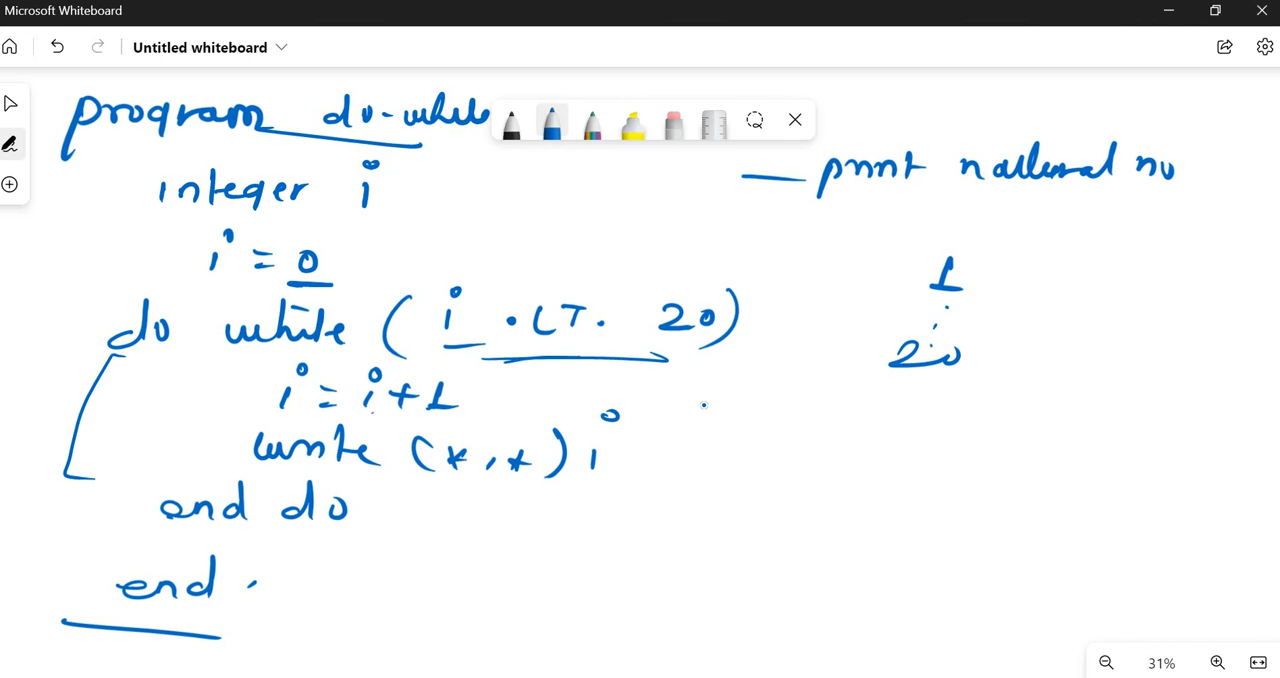 Microsoft Whiteboard
Untitled whiteboard
program do-while
integer i
i = 0
do while ( i .LT. 20)
i = i + 1
write (*,*) i
end do
end.
— print natural no
1
20
31%